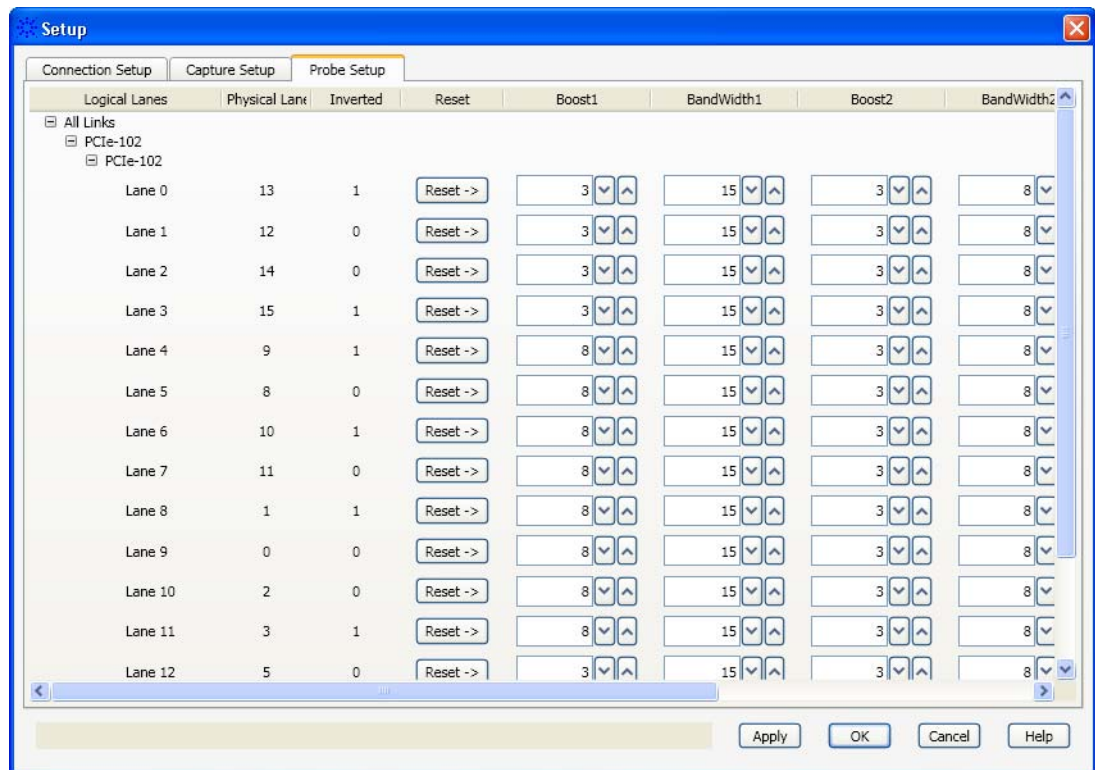 Setup
Connection Setup Capture Setup Probe Setup
Logical Lanes Physical Lane Inverted Reset Boost1 BandWidth1 Boost2 BandWidth2
All Links
PCIe-102
PCIe-102
Lane 0 13 1 Reset -> 3 15 3 8
Lane 1 12 0 Reset -> 3 15 3 8
Lane 2 14 0 Reset -> 3 15 3 8
Lane 3 15 1 Reset -> 3 15 3 8
Lane 4 9 1 Reset -> 8 15 3 8
Lane 5 8 0 Reset -> 8 15 3 8
Lane 6 10 1 Reset -> 8 15 3 8
Lane 7 11 0 Reset -> 8 15 3 8
Lane 8 1 1 Reset -> 8 15 3 8
Lane 9 0 0 Reset -> 8 15 3 8
Lane 10 2 0 Reset -> 8 15 3 8
Lane 11 3 1 Reset -> 8 15 3 8
Lane 12 5 0 Reset -> 3 15 3 8
Apply OK Cancel Help